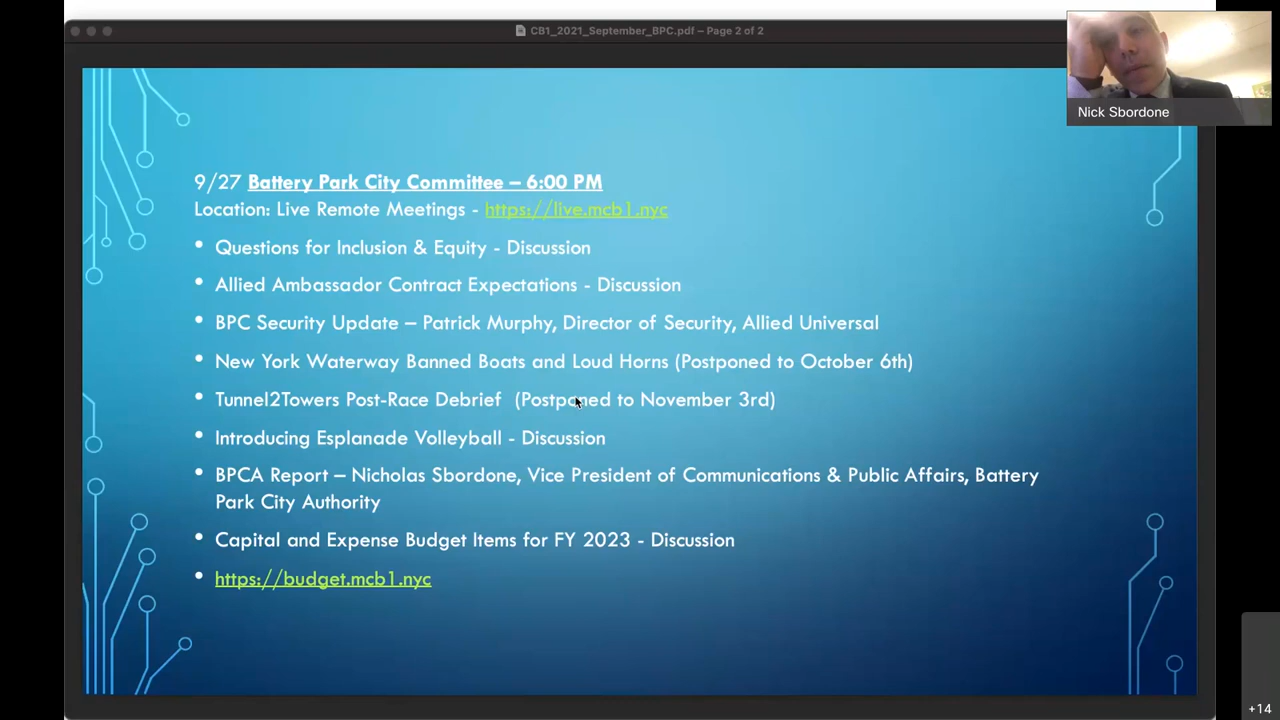 CB1_2021_September_BPC.pdf – Page 2 of 2
Nick Sbordone
9/27 Battery Park City Committee – 6:00 PM
Location: Live Remote Meetings - https://live.mcb1.nyc
• Questions for Inclusion & Equity - Discussion
• Allied Ambassador Contract Expectations - Discussion
• BPC Security Update – Patrick Murphy, Director of Security, Allied Universal
• New York Waterway Banned Boats and Loud Horns (Postponed to October 6th)
• Tunnel2Towers Post-Race Debrief (Postponed to November 3rd)
• Introducing Esplanade Volleyball - Discussion
• BPCA Report – Nicholas Sbordone, Vice President of Communications & Public Affairs, Battery
Park City Authority
• Capital and Expense Budget Items for FY 2023 - Discussion
• https://budget.mcb1.nyc
+14